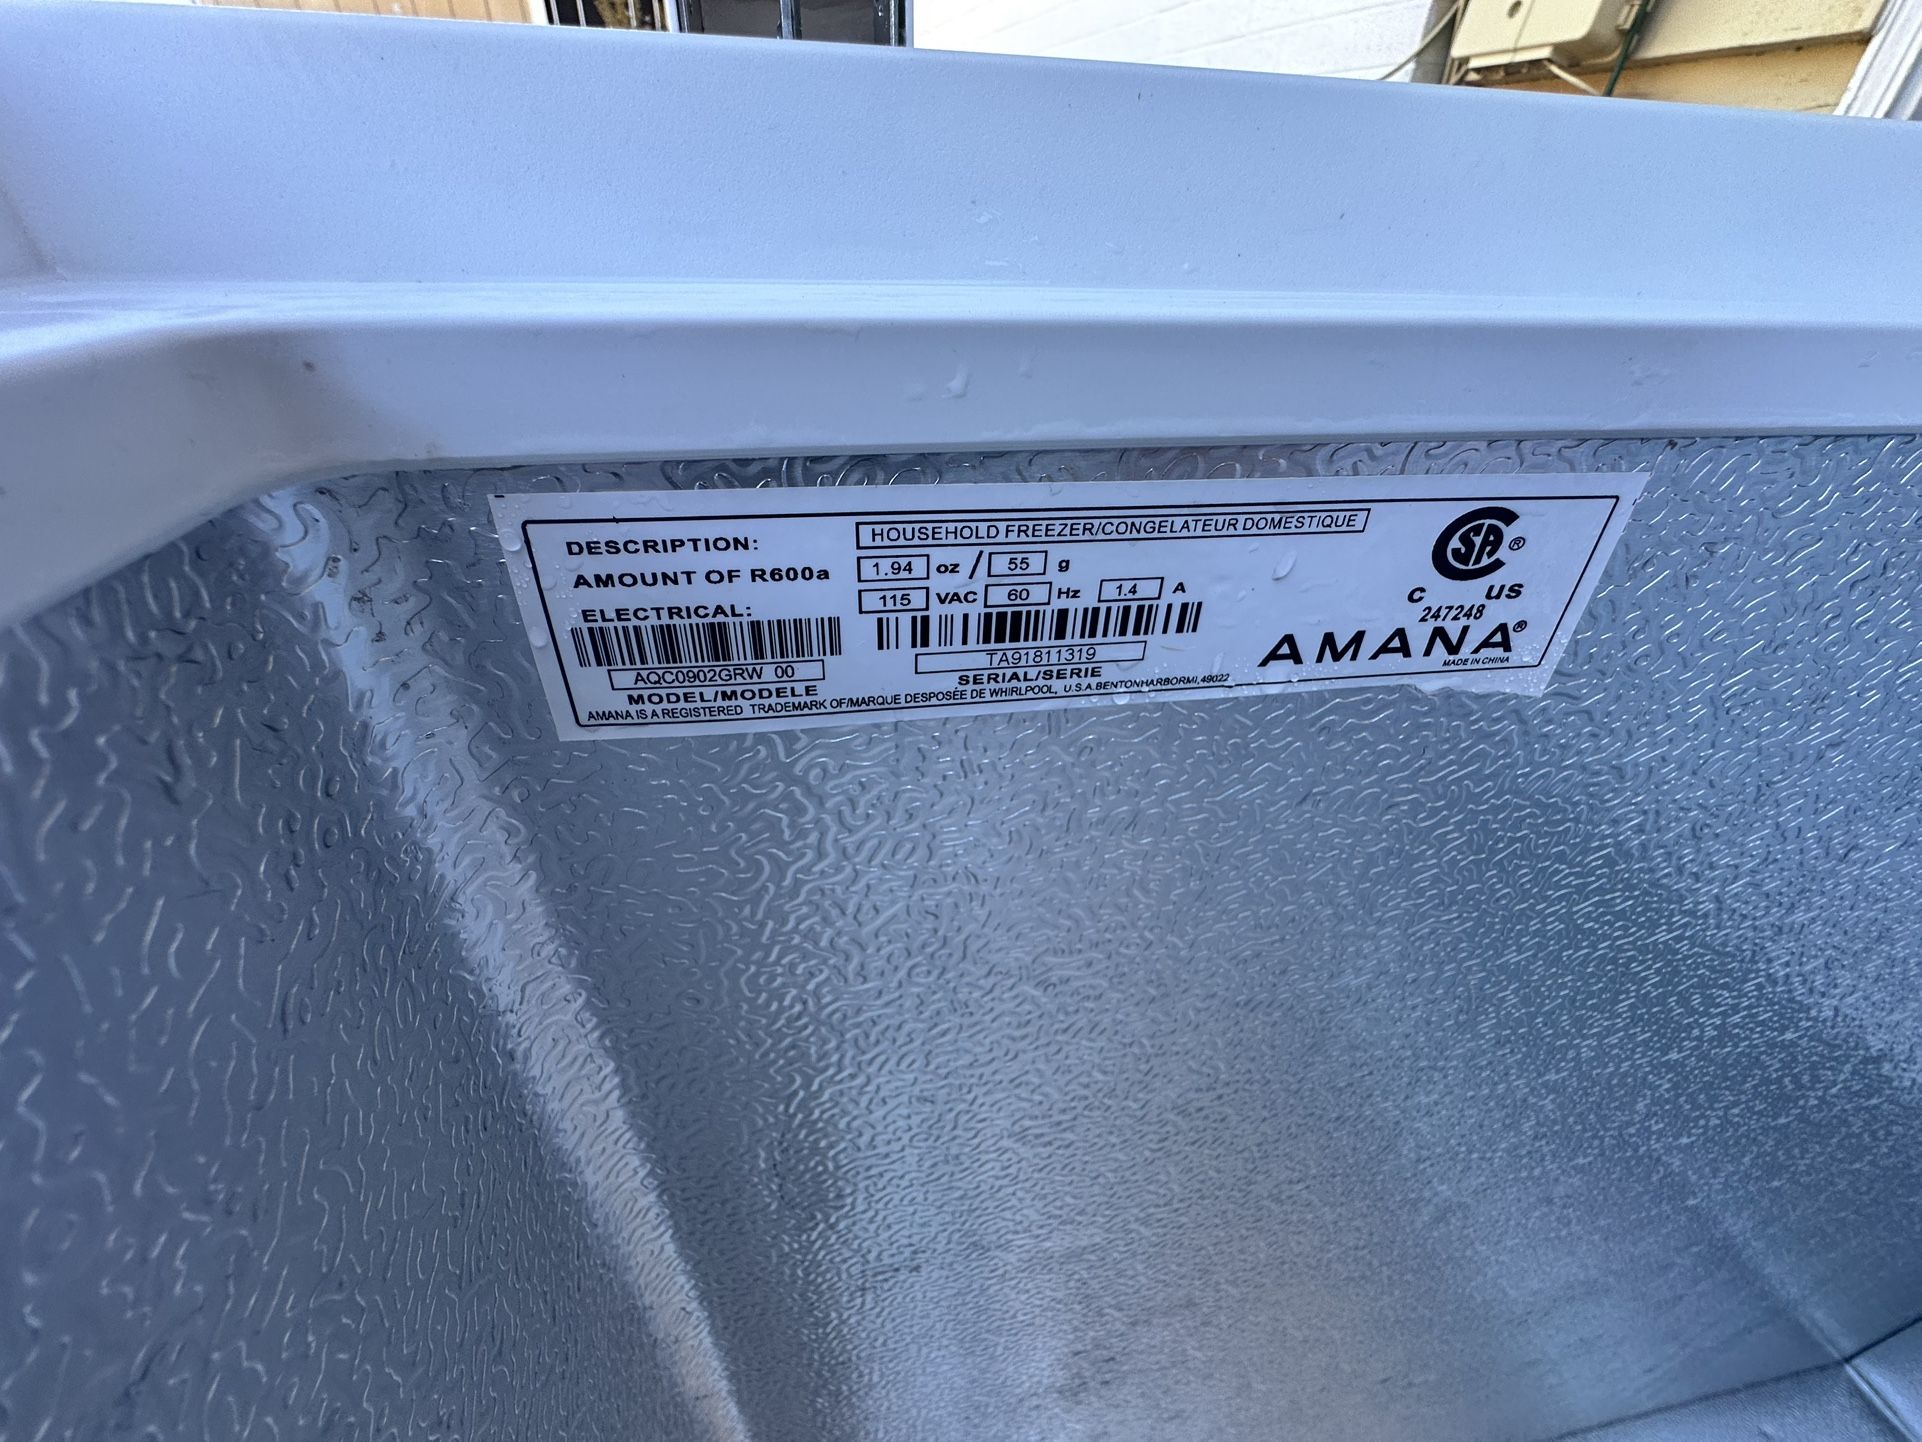 DESCRIPTION: HOUSEHOLD FREEZER/CONGELATEUR DOMESTIQUE
AMOUNT OF R600a 1.94 oz / 55 g
ELECTRICAL: 115 VAC 60 Hz 1.4 A
AQC0902GRW 00
MODEL/MODELE
TA91811319
SERIAL/SERIE
AMANA IS A REGISTERED TRADEMARK OF/MARQUE DESPOSÉE DE WHIRLPOOL, U.S.A.BENTONHARBORMI,49022
CSA ®
C US
247248
AMANA®
MADE IN CHINA